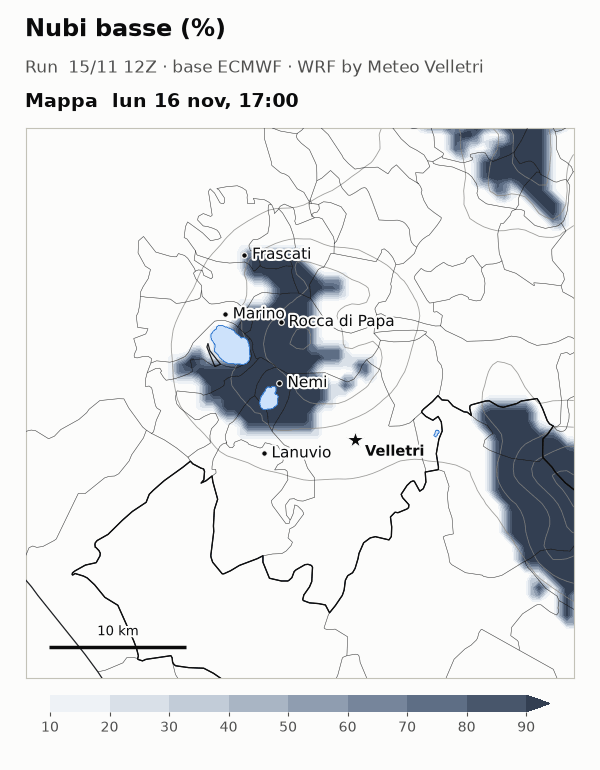 Nubi basse (%)
Run  15/11 12Z · base ECMWF · WRF by Meteo Velletri
Mappa  lun 16 nov, 17:00
Frascati
Marino
Rocca di Papa
Nemi
Velletri
Lanuvio
10 km
10 20 30 40 50 60 70 80 90